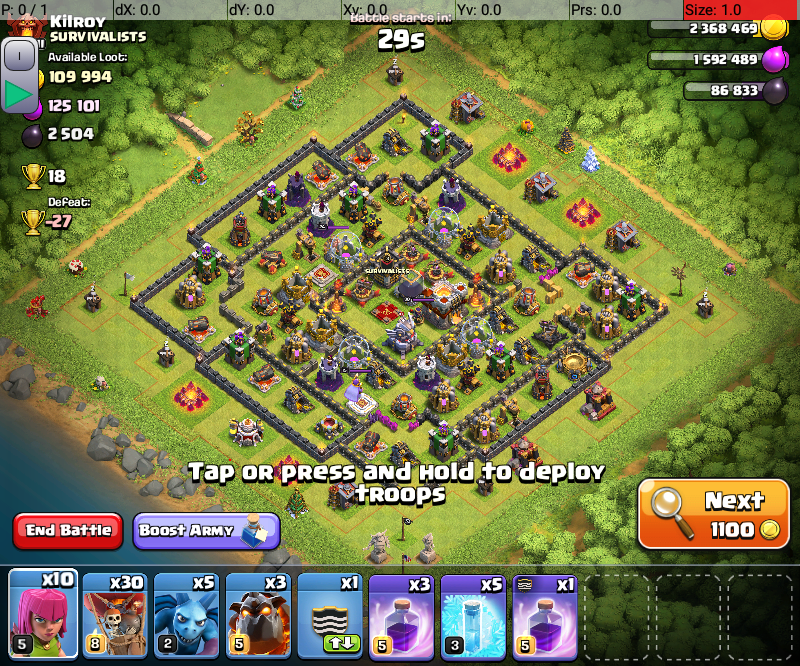 P: 0 / 1 dX: 0.0 dY: 0.0 Xy: 0.0 Yv: 0.0 Prs: 0.0 Size: 1.0
Kilroy
SURVIVALISTS
Battle starts in:
29s
2 368 469
Available Loot:
109 994
1 592 489
125 101
86 833
2 504
18
Defeat:
-27
SURVIVALISTS
Tap or press and hold to deploy
troops
End Battle
Boost Army
Next
1100
x10 x30 x5 x3 x1 x3 x5 x1
5 8 2 5 5 3 5